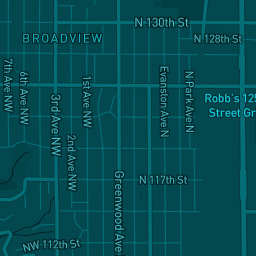 N 130th St
BROADVIEW
N 128th St
7th Ave NW
6th Ave NW
3rd Ave NW
1st Ave NW
2nd Ave NW
Evanston Ave N
N Park Ave N
Robb's 125
Street Gr
Greenwood Ave
N 117th St
NW 112th St